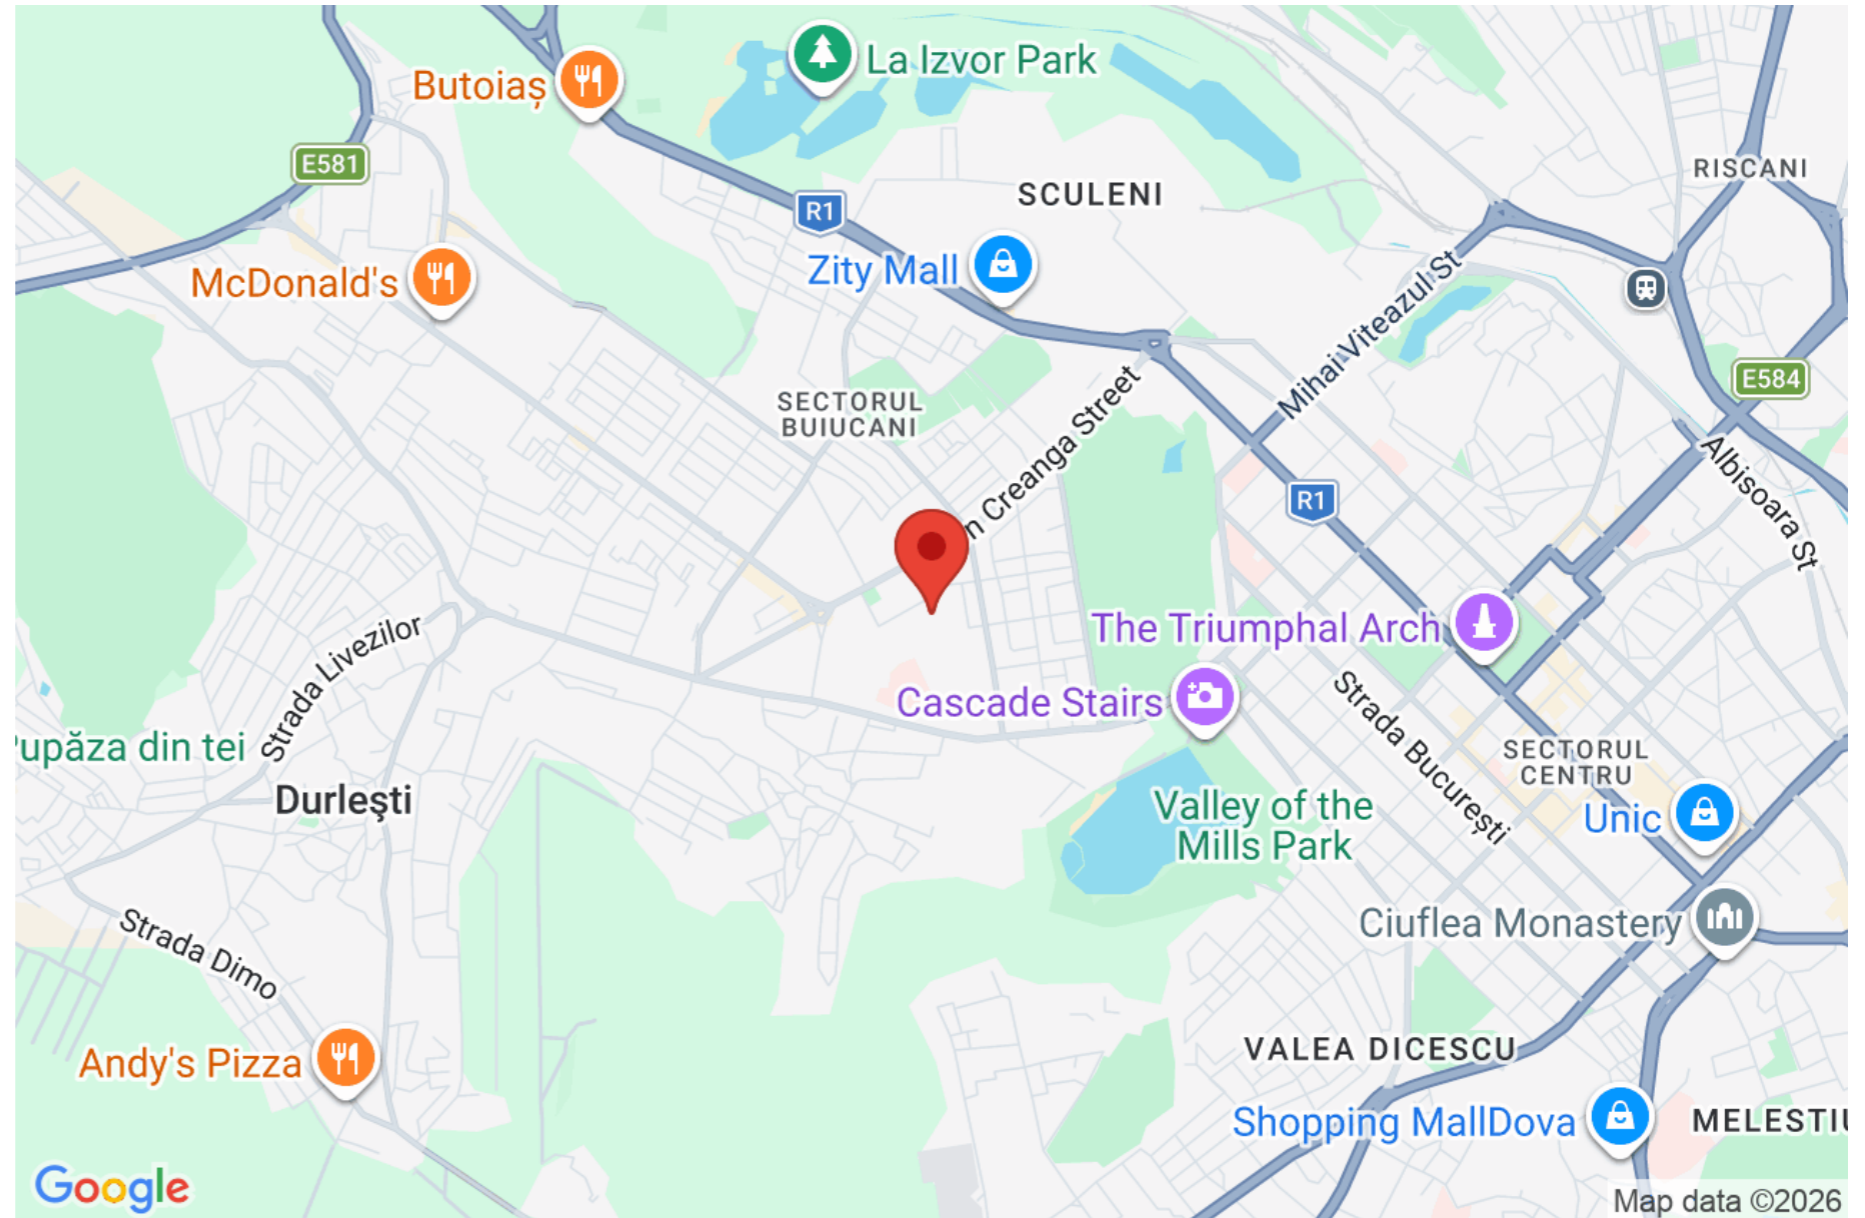 La Izvor Park
Butoiaș
E581
RISCANI
SCULENI
R1
Zity Mall
McDonald's
Mihai Viteazul St
E584
SECTORUL
BUIUCANI
n Creanga Street
Albisoara St
R1
The Triumphal Arch
Strada Livezilor
Cascade Stairs
Strada București
upăza din tei
SECTORUL
CENTRU
Durleşti
Valley of the
Mills Park
Unic
Ciuflea Monastery
Strada Dimo
VALEA DICESCU
Andy's Pizza
Shopping MallDova
MELESTIU
Google
Map data ©2026